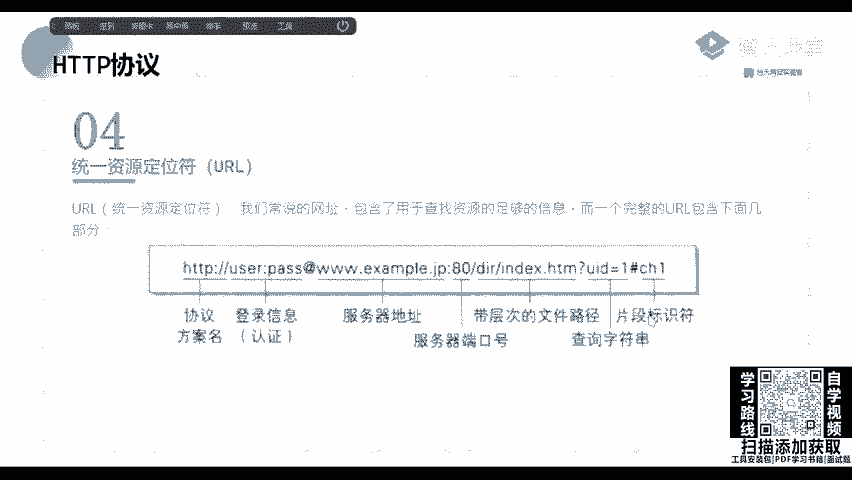 HTTP协议
04
统一资源定位符（URL）
URL（统一资源定位符） 我们常说的网址，包含了用于查找资源的足够的信息，而一个完整的URL包含下面几
部分：
http://user:pass@www.example.jp:80/dir/index.htm?uid=1#ch1
协议
方案名
登录信息
（认证）
服务器地址
服务器端口号
带层次的文件路径
查询字符串
片段标识符
学习路线
自学视频
扫描添加获取
工具安装包|PDF学习书籍|面试题